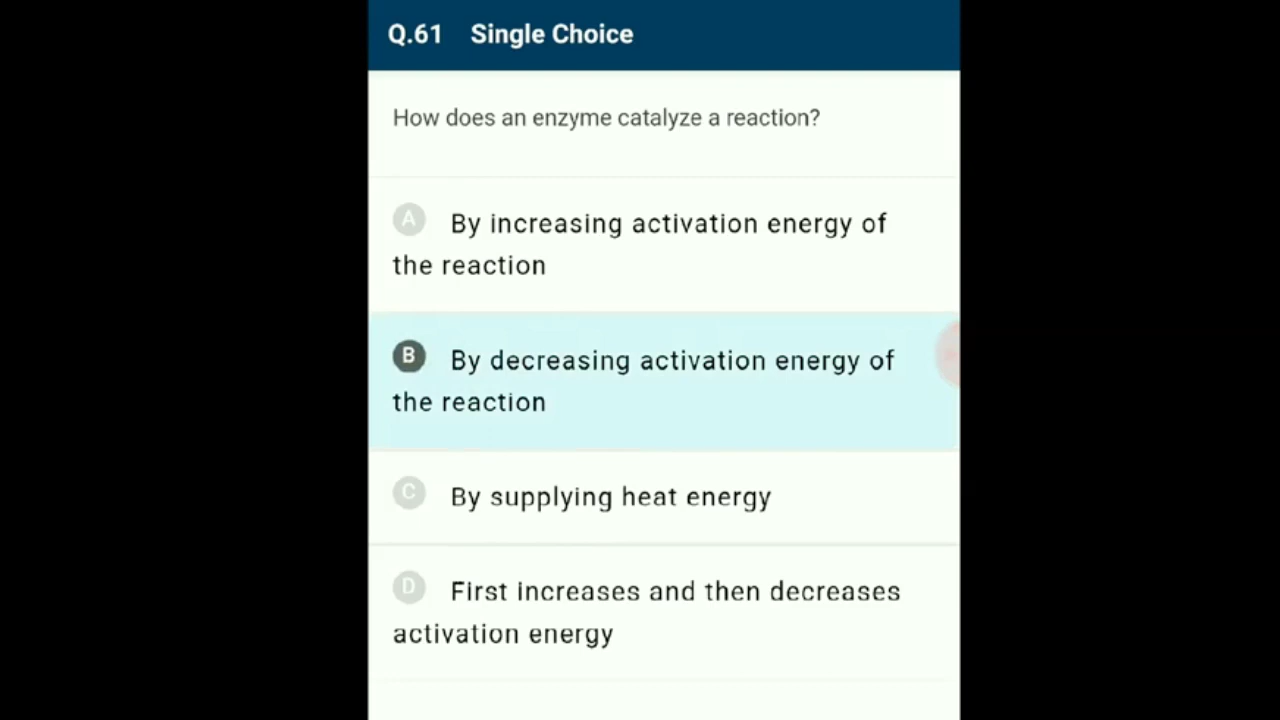 Q.61 Single Choice
How does an enzyme catalyze a reaction?
A By increasing activation energy of
the reaction
B By decreasing activation energy of
the reaction
C By supplying heat energy
D First increases and then decreases
activation energy